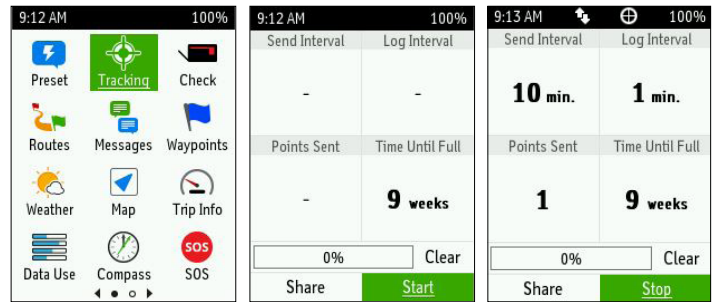 9:12 AM 100%
Preset Tracking Check
Routes Messages Waypoints
Weather Map Trip Info
SOS
Data Use Compass SOS
9:12 AM 100%
Send Interval Log Interval
- -
Points Sent Time Until Full
- 9 weeks
0% Clear
Share Start
9:13 AM 100%
Send Interval Log Interval
10 min. 1 min.
Points Sent Time Until Full
1 9 weeks
0% Clear
Share Stop